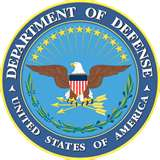 DEPARTMENT OF DEFENSE
UNITED STATES OF AMERICA